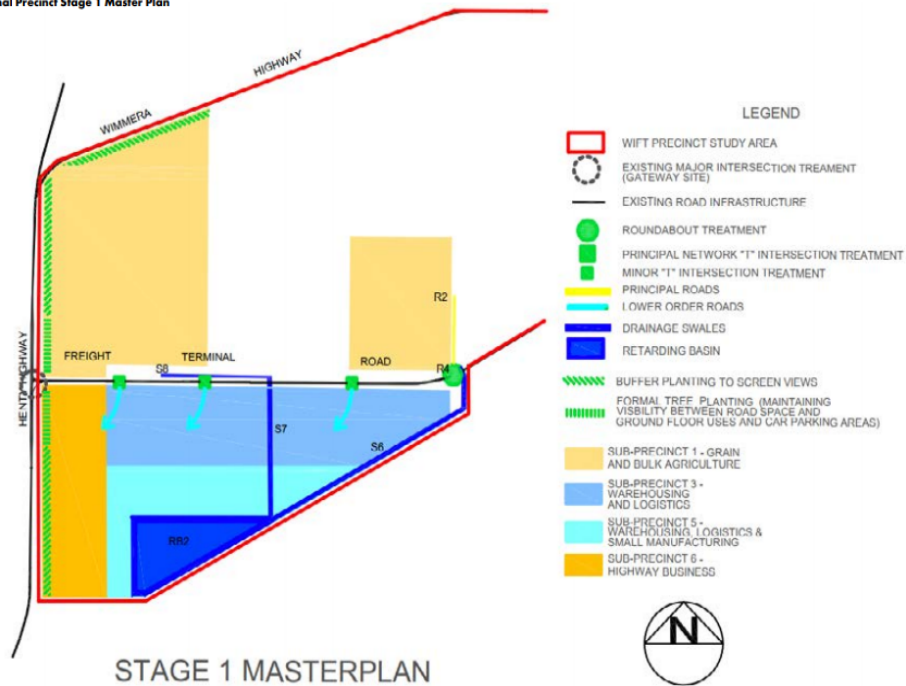 nal Precinct Stage 1 Master Plan
WIMMERA HIGHWAY
HENTY HIGHWAY
FREIGHT TERMINAL ROAD
R2
R4
S8
S7
S6
RB2
LEGEND
WIFT PRECINCT STUDY AREA
EXISTING MAJOR INTERSECTION TREAMENT
(GATEWAY SITE)
EXISTING ROAD INFRASTRUCTURE
ROUNDABOUT TREATMENT
PRINCIPAL NETWORK "T" INTERSECTION TREATMENT
MINOR "T" INTERSECTION TREATMENT
PRINCIPAL ROADS
LOWER ORDER ROADS
DRAINAGE SWALES
RETARDING BASIN
BUFFER PLANTING TO SCREEN VIEWS
FORMAL TREE PLANTING (MAINTAINING
VISBILITY BETWEEN ROAD SPACE AND
GROUND FLOOR USES AND CAR PARKING AREAS)
SUB-PRECINCT 1 - GRAIN
AND BULK AGRICULTURE
SUB-PRECINCT 3 -
WAREHOUSING
AND LOGISTICS
SUB-PRECINCT 5 -
WAREHOUSING, LOGISTICS &
SMALL MANUFACTURING
SUB-PRECINCT 6 -
HIGHWAY BUSINESS
N
STAGE 1 MASTERPLAN